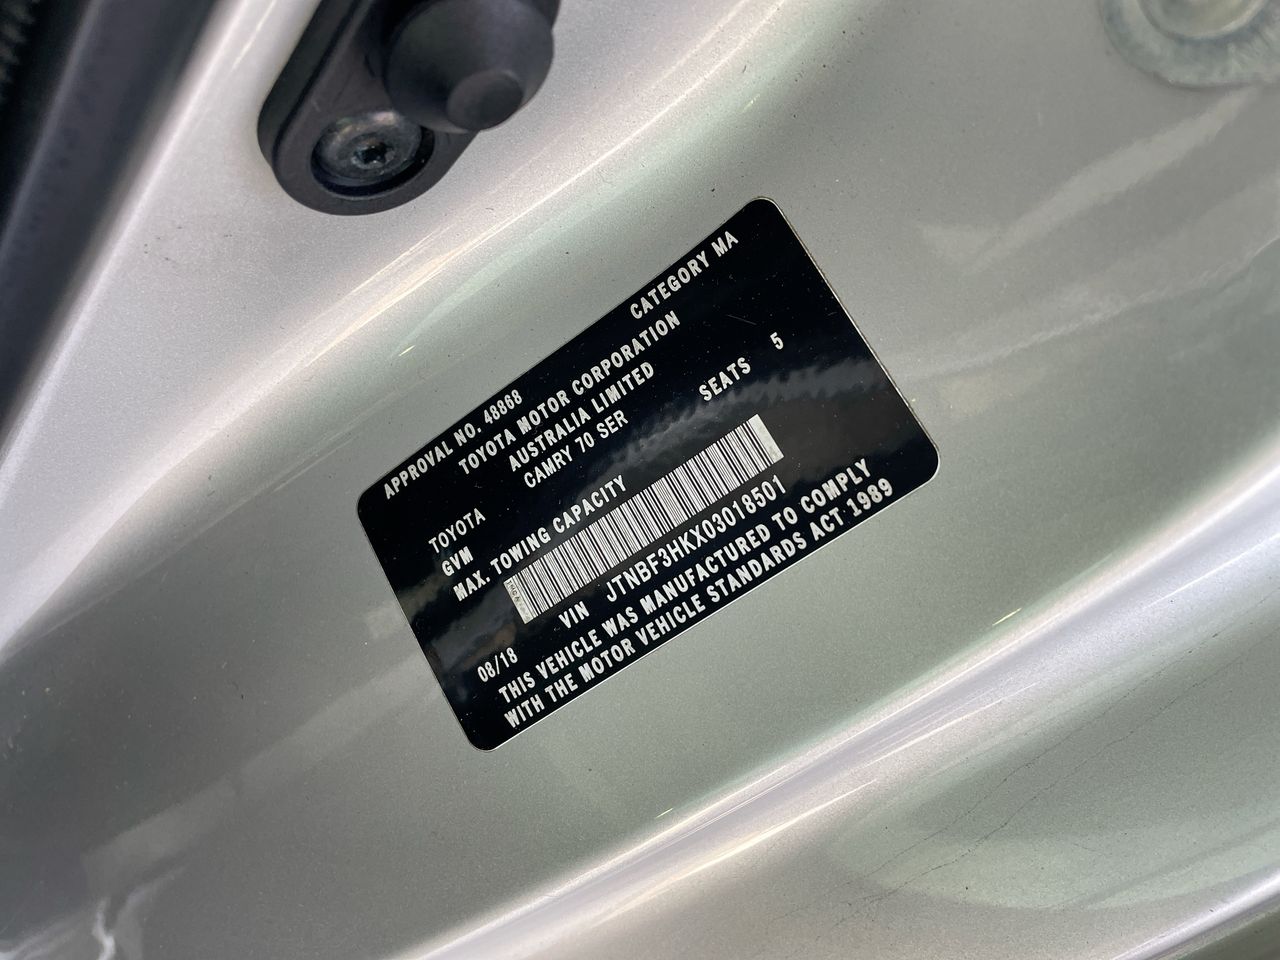 APPROVAL NO. 48868 CATEGORY MA
TOYOTA MOTOR CORPORATION
AUSTRALIA LIMITED
TOYOTA CAMRY 70 SER SEATS 5
GVM
MAX. TOWING CAPACITY
VIN JTNBF3HKX03018501
08/18
THIS VEHICLE WAS MANUFACTURED TO COMPLY
WITH THE MOTOR VEHICLE STANDARDS ACT 1989